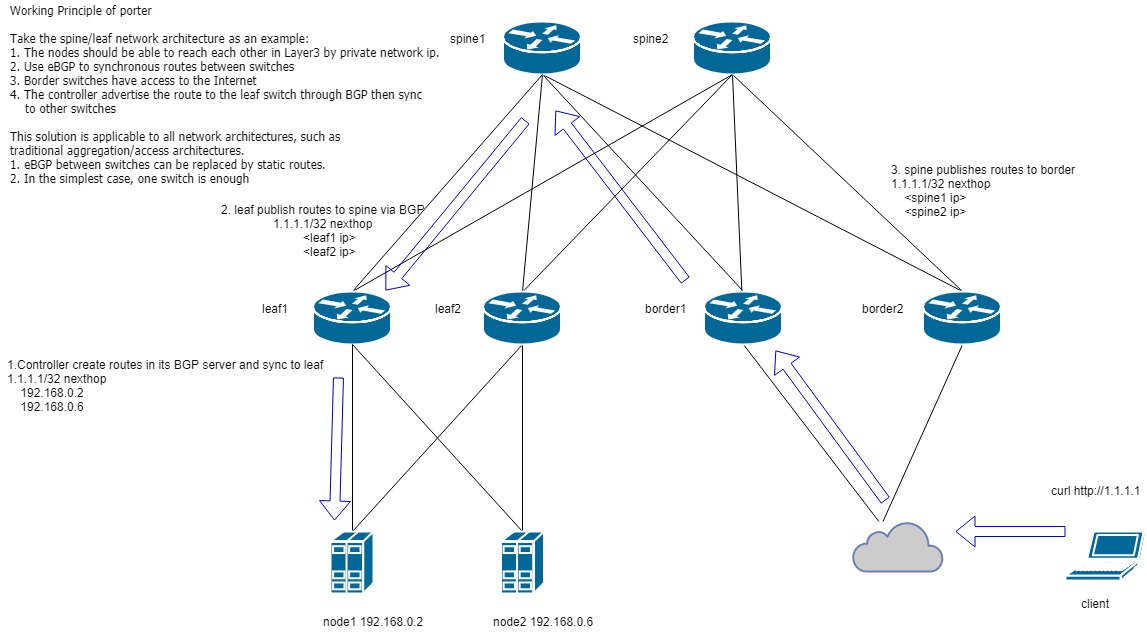 Working Principle of porter
Take the spine/leaf network architecture as an example:
1. The nodes should be able to reach each other in Layer3 by private network ip.
2. Use eBGP to synchronous routes between switches
3. Border switches have access to the Internet
4. The controller advertise the route to the leaf switch through BGP then sync
to other switches
This solution is applicable to all network architectures, such as
traditional aggregation/access architectures.
1. eBGP between switches can be replaced by static routes.
2. In the simplest case, one switch is enough
spine1
spine2
3. spine publishes routes to border
1.1.1.1/32 nexthop
<spine1 ip>
<spine2 ip>
2. leaf publish routes to spine via BGP
1.1.1.1/32 nexthop
<leaf1 ip>
<leaf2 ip>
leaf1
leaf2
border1
border2
1.Controller create routes in its BGP server and sync to leaf
1.1.1.1/32 nexthop
192.168.0.2
192.168.0.6
curl http://1.1.1.1
client
node1 192.168.0.2
node2 192.168.0.6